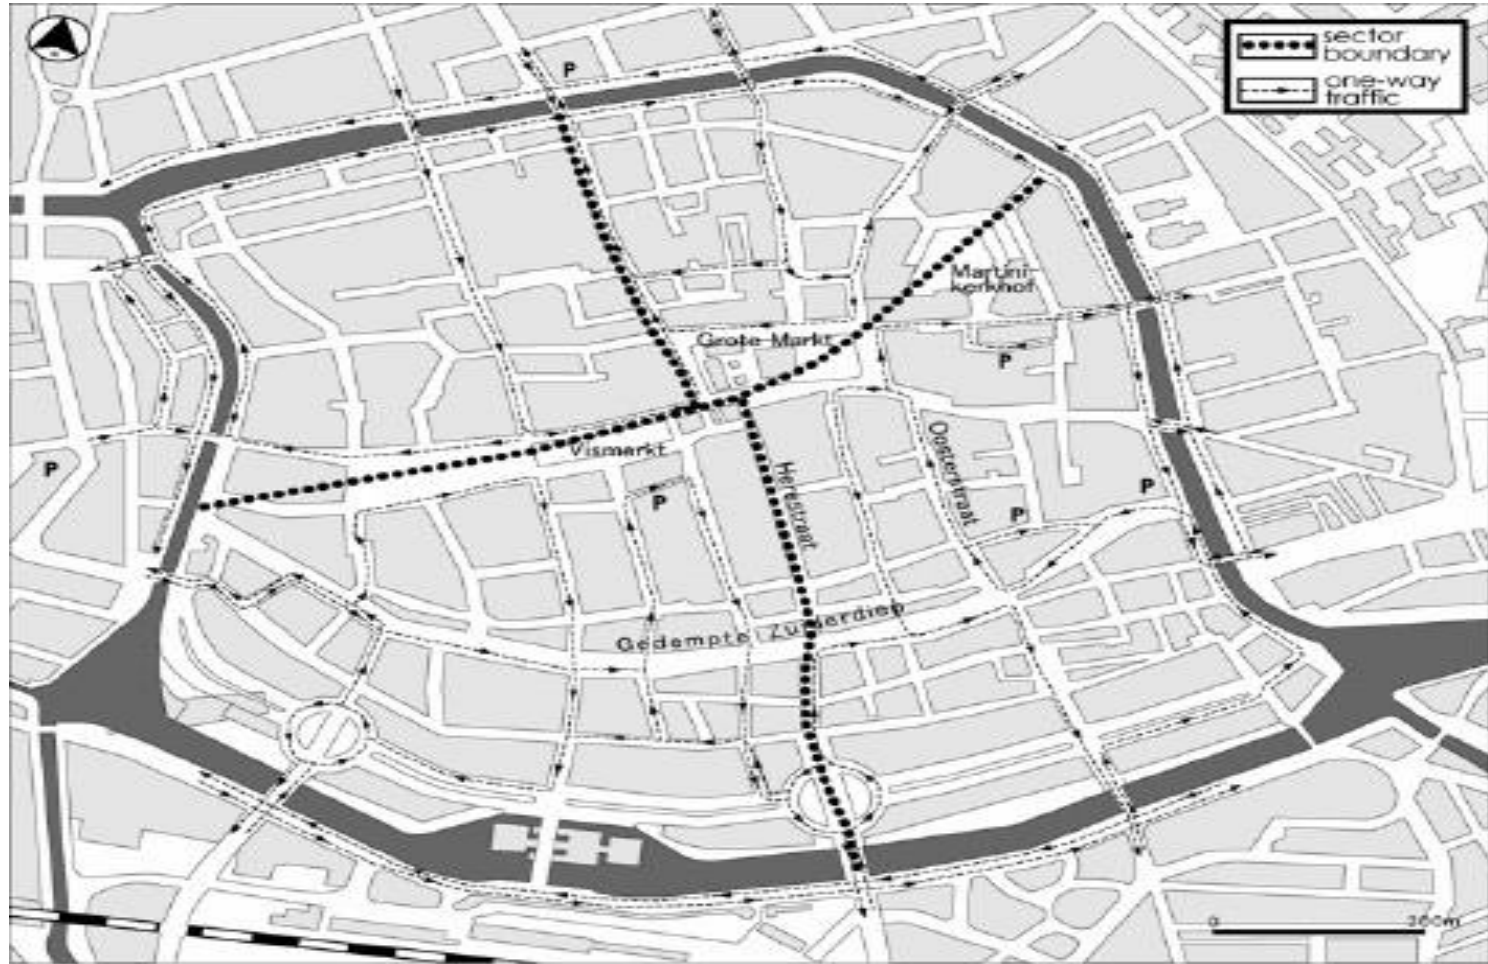 sector
boundary
one-way
traffic
P
Martini-
kerkhof
Grote Markt
P
Vismarkt
P
P
Herestraat
Oosterstraat
P
P
Gedempte Zuiderdiep
0
200m